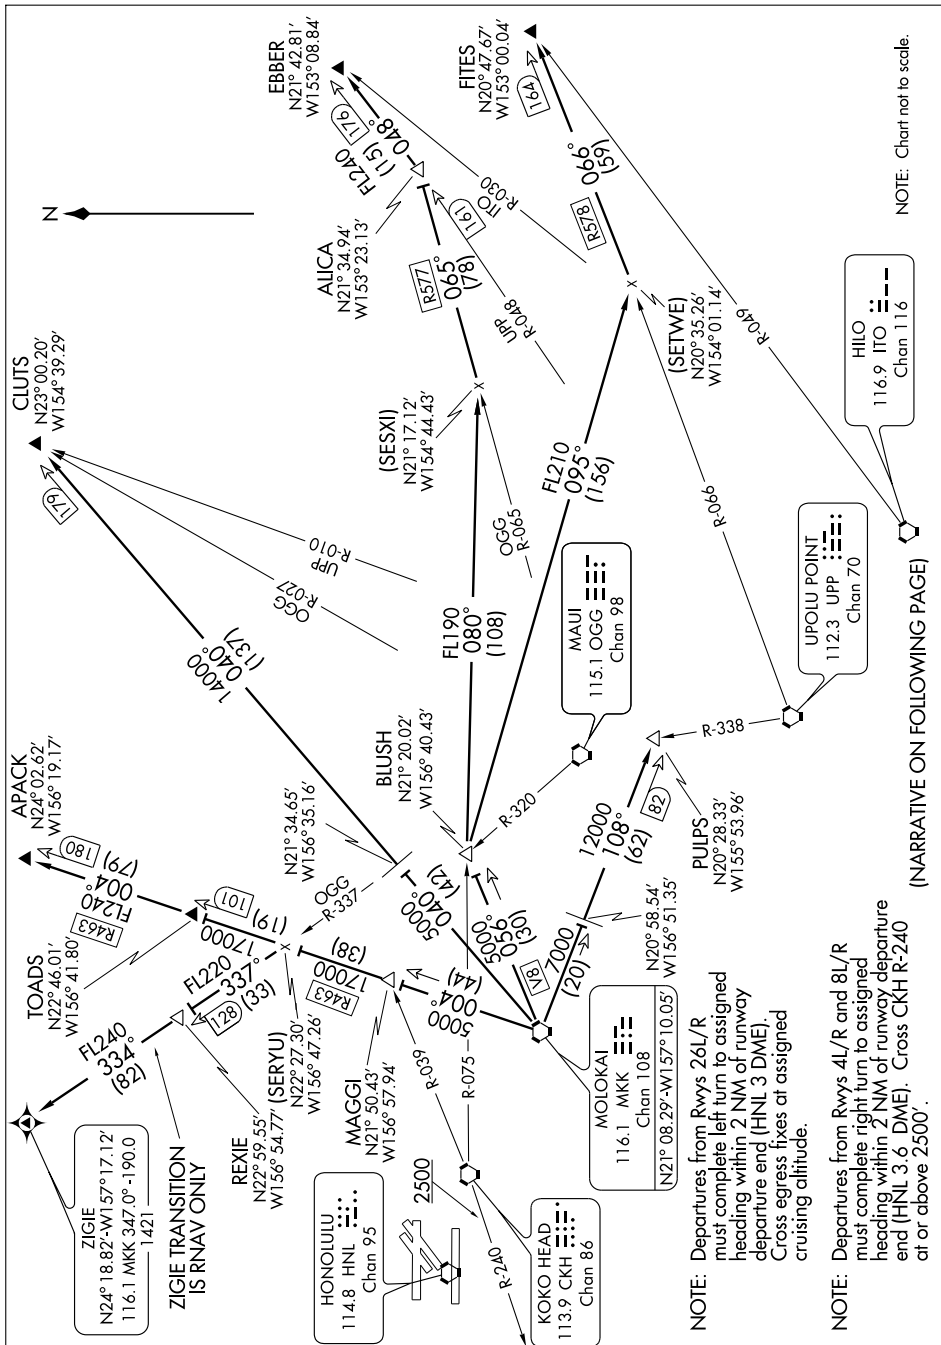 EBBER
N21° 42.81'
W153° 08.84'
FITES
N20° 47.67'
W153° 00.04'
NOTE: Chart not to scale.
176
FL240
048°
(15)
164
066°
(59)
R578
R-030
ITO
161
N
ALICA
N21° 34.94'
W153° 23.13'
R577
065°
(78)
UPP
R-048
(SETWE)
N20° 35.26'
W154° 01.14'
R-049
HILO
116.9 ITO
Chan 116
CLUTS
N23° 00.20'
W154° 39.29'
179
(SESXI)
N21° 17.12'
W154° 44.43'
OGG
R-065
FL210
095°
(156)
R-066
UPP
R-010
OGG
R-027
14000
040°
(137)
FL190
080°
(108)
MAUI
115.1 OGG
Chan 98
UPOLU POINT
112.3 UPP
Chan 70
R-338
APACK
N24° 02.62'
W156° 19.17'
180
FL240
004°
(79)
R463
N21° 34.65'
W156° 35.16'
BLUSH
N21° 20.02'
W156° 40.43'
R-320
12000
108°
(62)
82
PULPS
N20° 28.33'
W155° 53.96'
(NARRATIVE ON FOLLOWING PAGE)
TOADS
N22° 46.01'
W156° 41.80'
101
17000
(19)
OGG
R-337
5000
040°
(42)
5000
056°
(30)
V8
7000
(20)
N20° 58.54'
W156° 51.35'
FL240
334°
(82)
FL220
337°
(33)
128
17000
(38)
R463
5000
004°
(44)
REXIE
N22° 59.55'
W156° 54.77'
(SERYU)
N22° 27.30'
W156° 47.26'
MAGGI
N21° 50.43'
W156° 57.94'
R-039
R-075
MOLOKAI
116.1 MKK
Chan 108
N21° 08.29'-W157° 10.05'
ZIGIE
N24° 18.82'-W157° 17.12'
116.1 MKK 347.0° -190.0
1421
ZIGIE TRANSITION
IS RNAV ONLY
HONOLULU
114.8 HNL
Chan 95
2500
R-240
KOKO HEAD
113.9 CKH
Chan 86
NOTE: Departures from Rwys 26L/R
must complete left turn to assigned
heading within 2 NM of runway
departure end (HNL 3 DME).
Cross egress fixes at assigned
cruising altitude.
NOTE: Departures from Rwys 4L/R and 8L/R
must complete right turn to assigned
heading within 2 NM of runway departure
end (HNL 3.6 DME). Cross CKH R-240
at or above 2500'.